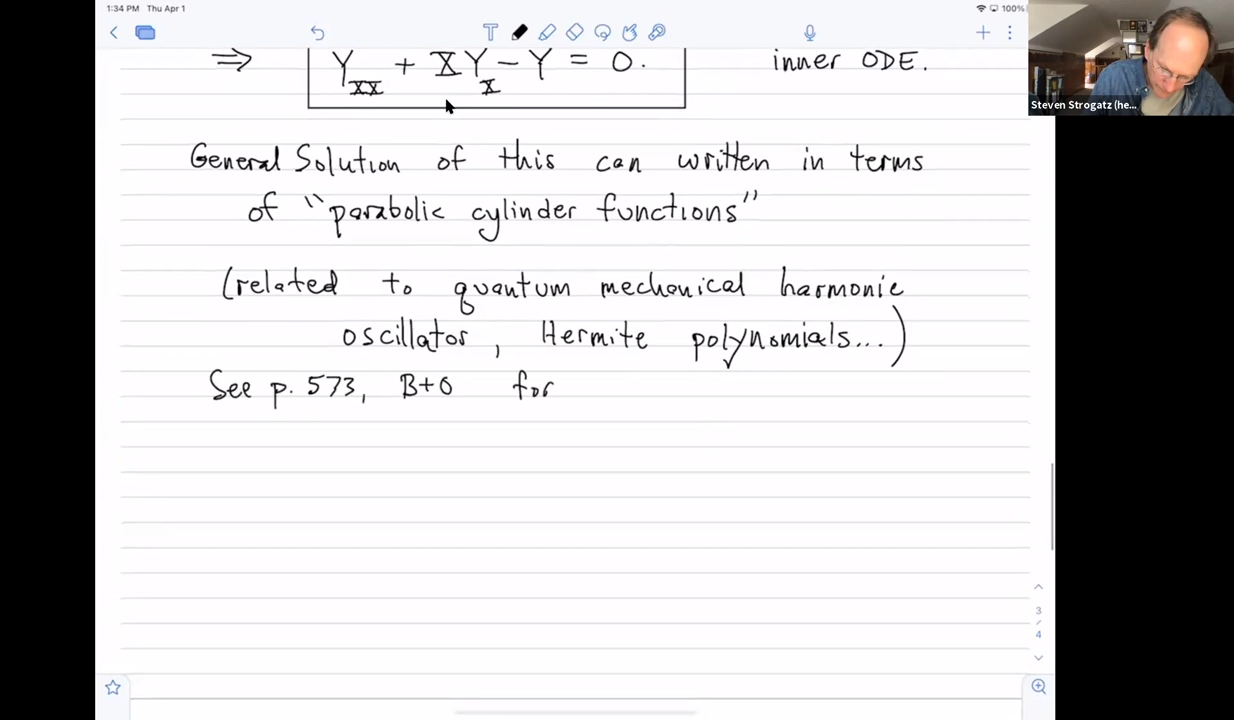 1:34 PM Thu Apr 1
100%
T
⇒ Y_XX + XY_X − Y = 0. inner ODE.
Steven Strogatz (he...
General Solution of this can written in terms
of "parabolic cylinder functions"
(related to quantum mechanical harmonic
oscillator, Hermite polynomials...)
See p. 573, B+O for
3
/
4